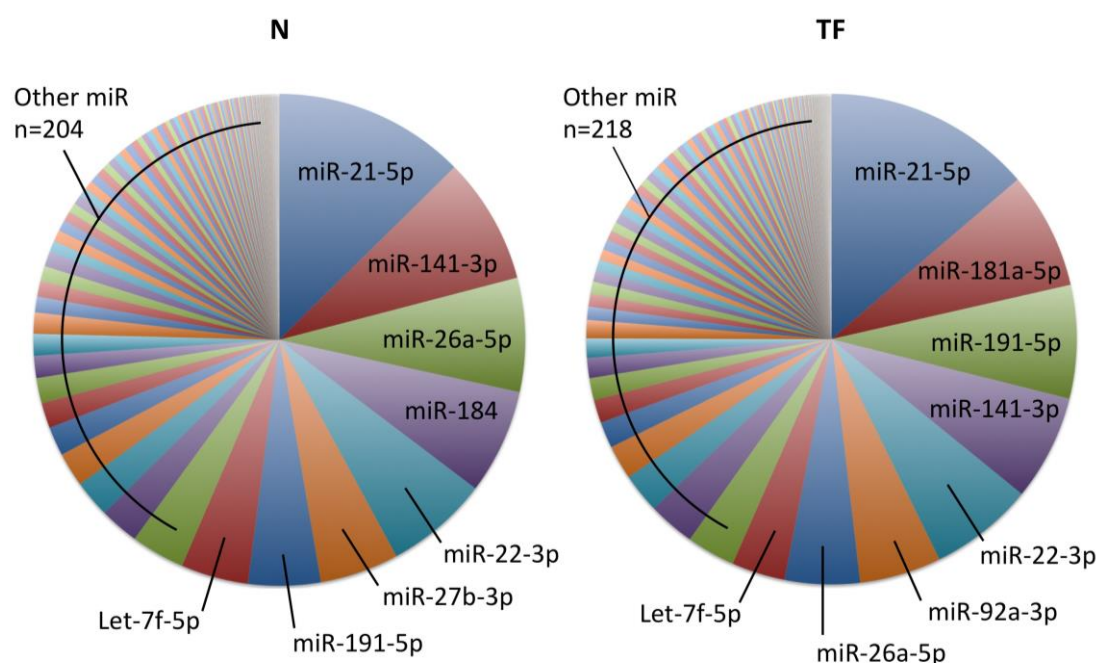 N
Other miR
n=204
miR-21-5p
miR-141-3p
miR-26a-5p
miR-184
miR-22-3p
miR-27b-3p
miR-191-5p
Let-7f-5p
TF
Other miR
n=218
miR-21-5p
miR-181a-5p
miR-191-5p
miR-141-3p
miR-22-3p
miR-92a-3p
miR-26a-5p
Let-7f-5p